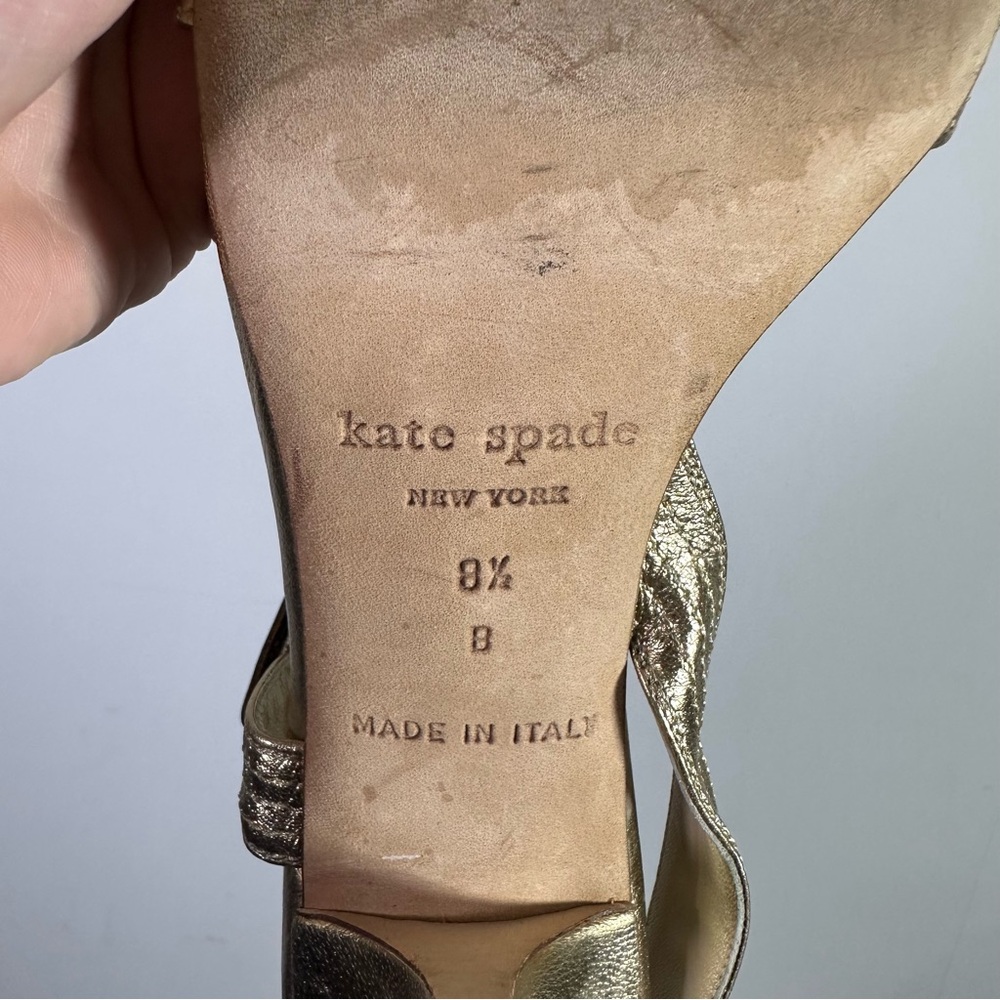 kate spade
NEW YORK
8½
B
MADE IN ITALY